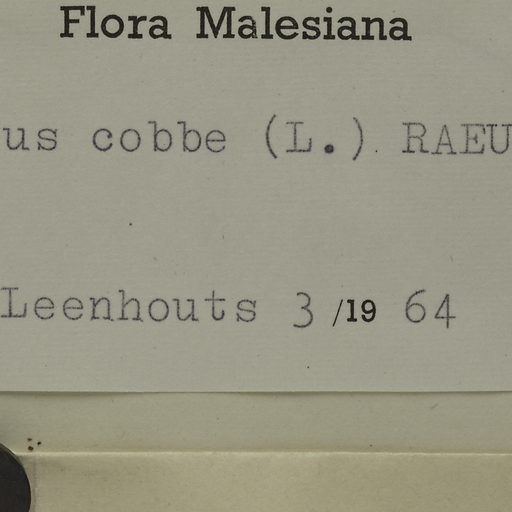 Flora Malesiana
us cobbe (L.) RAEU
Leenhouts 3 /19 64